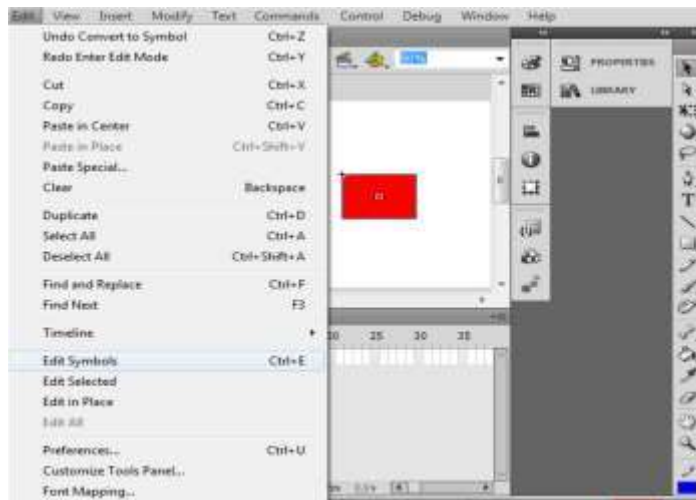 Edit View Insert Modify Text Commands Control Debug Window Help
Undo Convert to Symbol Ctrl+Z
Redo Enter Edit Mode Ctrl+Y
Cut Ctrl+X
Copy Ctrl+C
Paste in Center Ctrl+V
Paste in Place Ctrl+Shift+V
Paste Special...
Clear Backspace
Duplicate Ctrl+D
Select All Ctrl+A
Deselect All Ctrl+Shift+A
Find and Replace Ctrl+F
Find Next F3
Timeline
Edit Symbols Ctrl+E
Edit Selected
Edit in Place
Edit All
Preferences... Ctrl+U
Customize Tools Panel...
Font Mapping...
PROPERTIES
LIBRARY
25 30 35